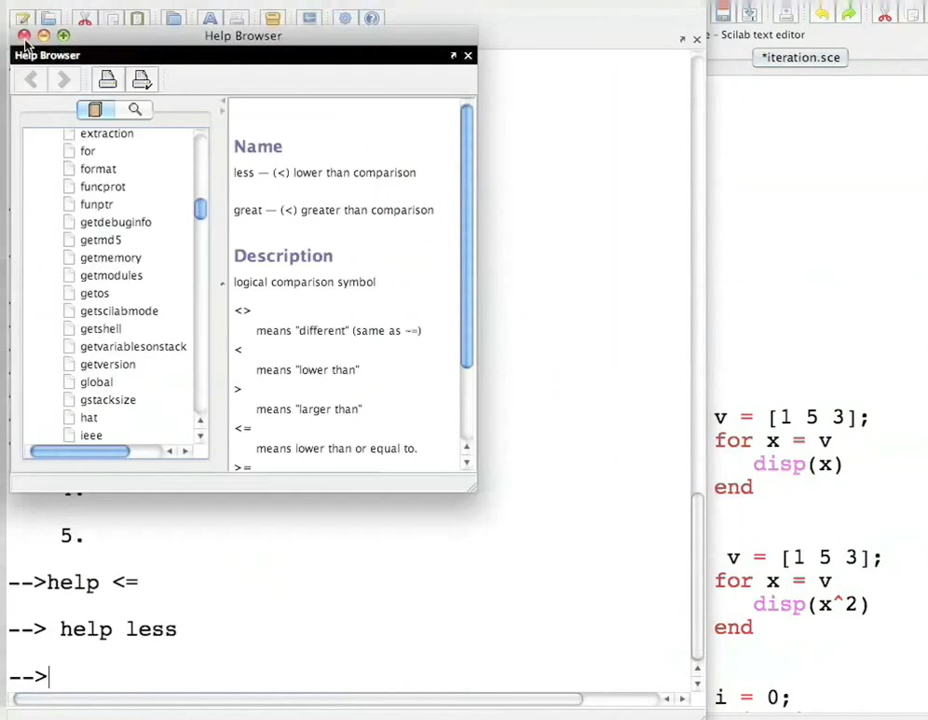 Help Browser
Help Browser
- Scilab text editor
*iteration.sce
extraction
for
format
funcprot
funptr
getdebuginfo
getmd5
getmemory
getmodules
getos
getscilabmode
getshell
getvariablesonstack
getversion
global
gstacksize
hat
ieee
Name
less — (<) lower than comparison
great — (<) greater than comparison
Description
logical comparison symbol
<>
means "different" (same as ~=)
<
means "lower than"
>
means "larger than"
<=
means lower than or equal to.
>=
5.
-->help <=
--> help less
-->
v = [1 5 3];
for x = v
disp(x)
end
v = [1 5 3];
for x = v
disp(x^2)
end
i = 0;